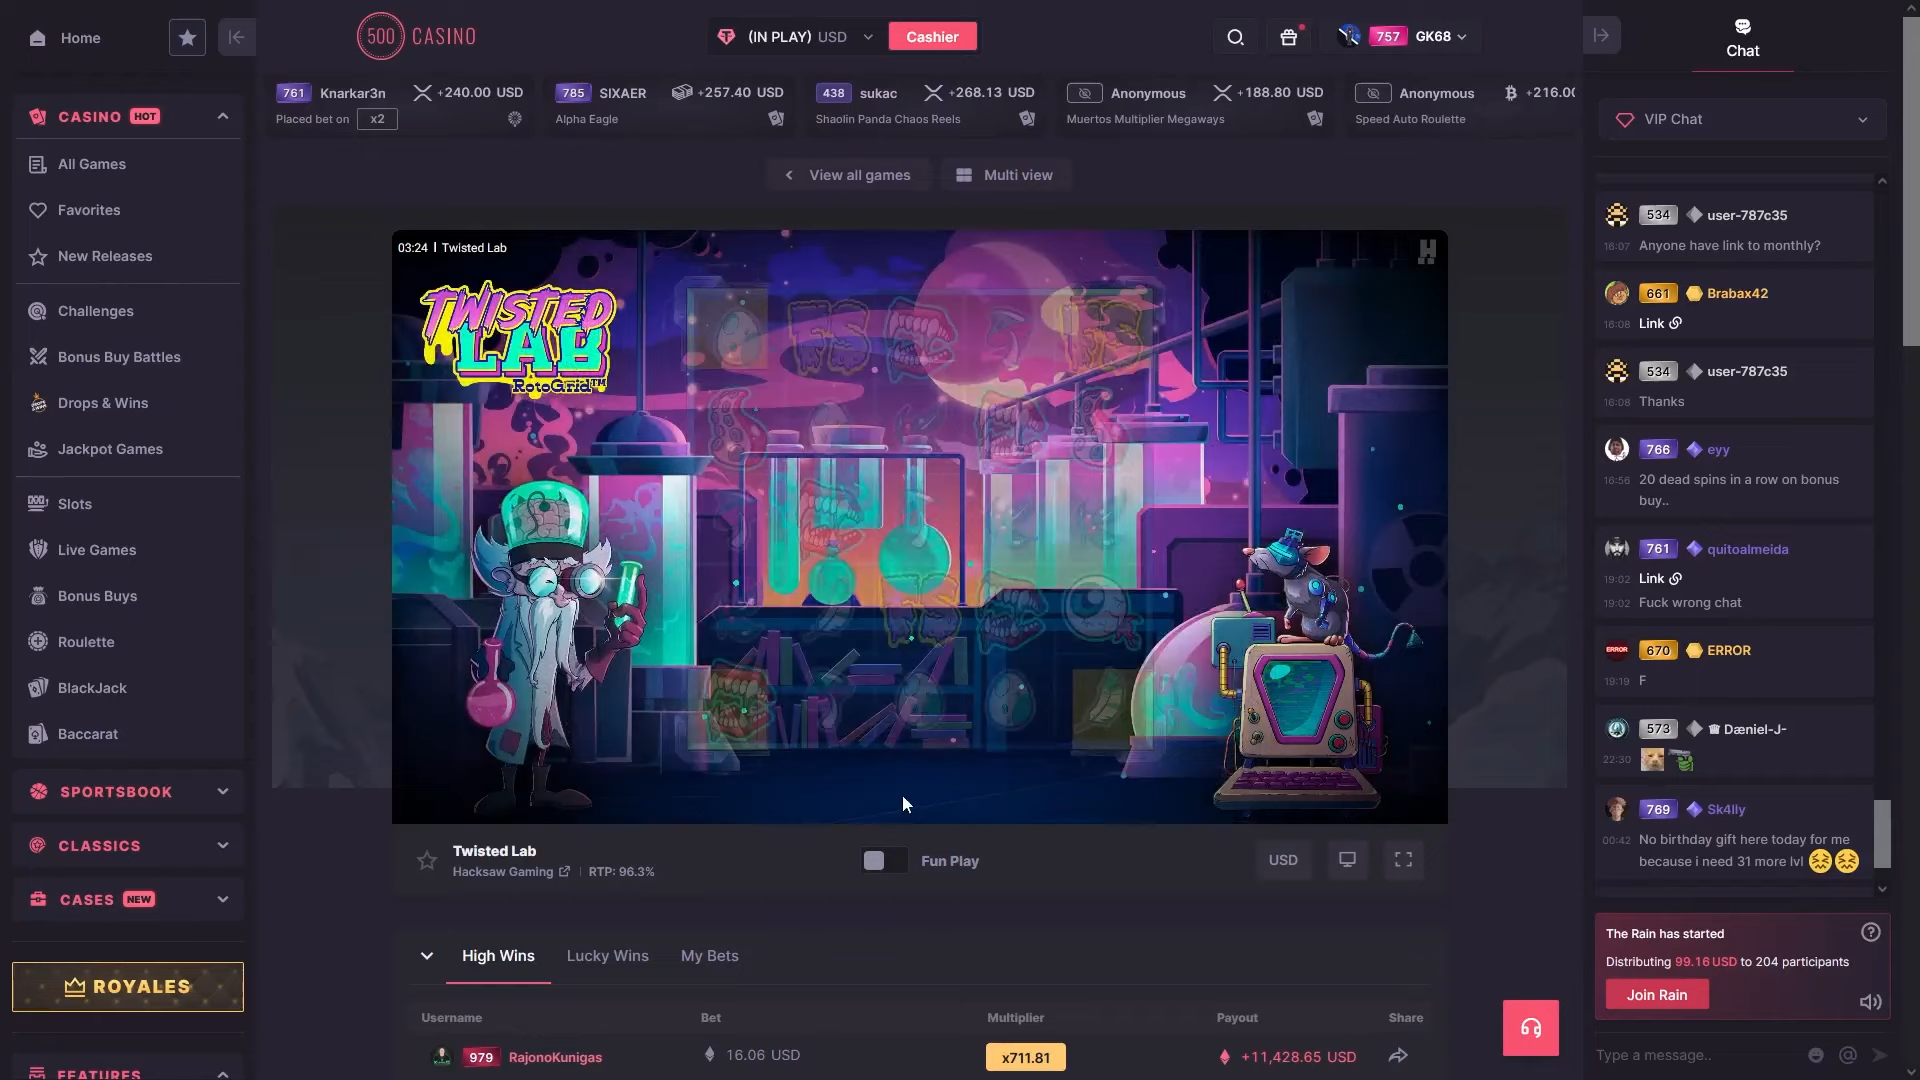 Home
500 CASINO
(IN PLAY) USD
Cashier
757 GK68
Chat
761 Knarkar3n +240.00 USD
Placed bet on x2
785 SIXAER +257.40 USD
Alpha Eagle
438 sukac +268.13 USD
Shaolin Panda Chaos Reels
Anonymous +188.80 USD
Muertos Multiplier Megaways
Anonymous +216.00
Speed Auto Roulette
CASINO HOT
All Games
Favorites
New Releases
Challenges
Bonus Buy Battles
Drops & Wins
Jackpot Games
Slots
Live Games
Bonus Buys
Roulette
BlackJack
Baccarat
SPORTSBOOK
CLASSICS
CASES NEW
ROYALES
FEATURES
View all games
Multi view
03:24 | Twisted Lab
TWISTED
LAB
RotoGrid™
FS
Twisted Lab
Hacksaw Gaming | RTP: 96.3%
Fun Play
USD
High Wins
Lucky Wins
My Bets
Username
Bet
Multiplier
Payout
Share
979 RajonoKunigas
16.06 USD
x711.81
+11,428.65 USD
VIP Chat
534 user-787c35
16:07 Anyone have link to monthly?
661 Brabax42
16:08 Link
534 user-787c35
16:08 Thanks
766 eyy
16:56 20 dead spins in a row on bonus
buy..
761 quitoalmeida
19:02 Link
19:02 Fuck wrong chat
ERROR 670 ERROR
19:19 F
573 ♛ Dæniel-J-
22:30
769 Sk4lly
00:42 No birthday gift here today for me
because i need 31 more lvl 😖😖
The Rain has started
Distributing 99.16 USD to 204 participants
Join Rain
Type a message..